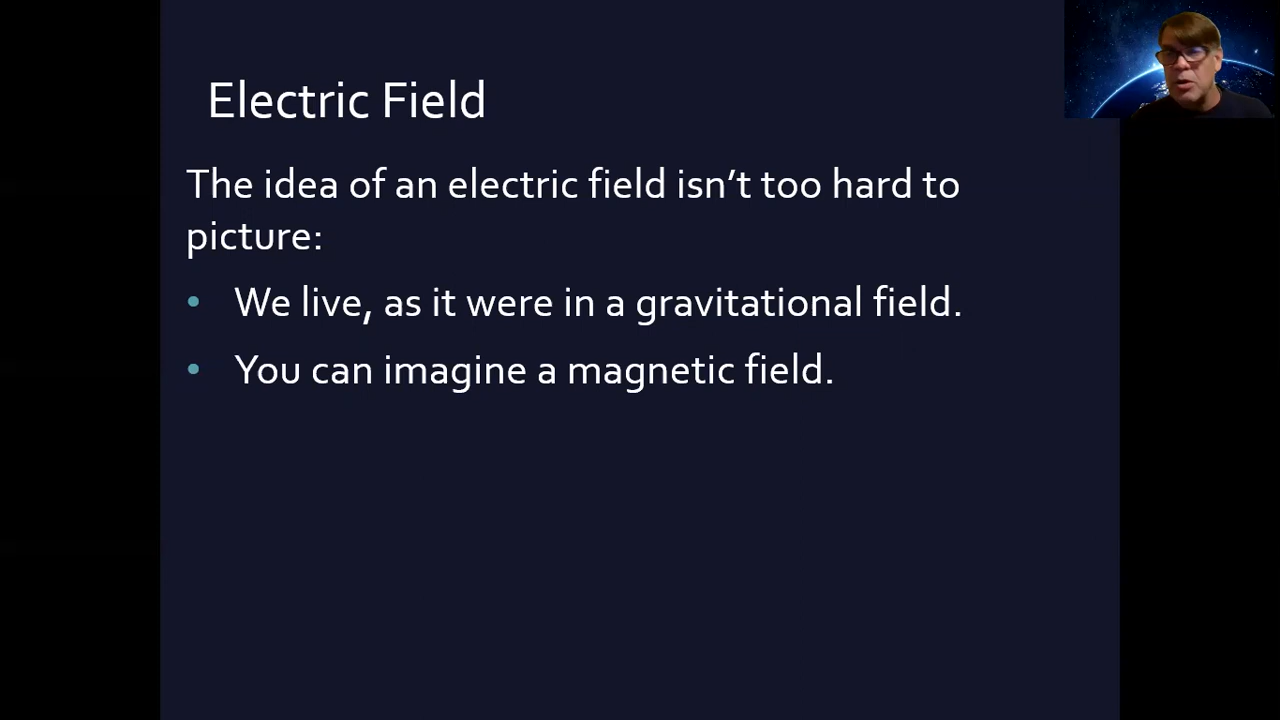 Electric Field
The idea of an electric field isn’t too hard to
picture:
• We live, as it were in a gravitational field.
• You can imagine a magnetic field.